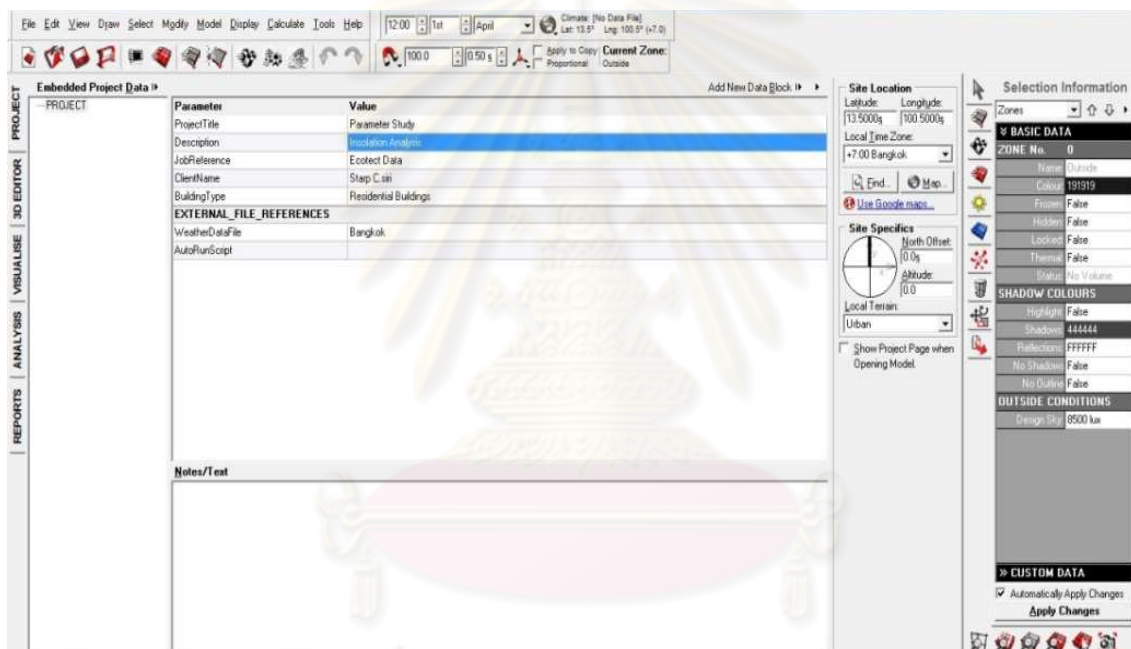 File Edit View Draw Select Modify Model Display Calculate Tools Help
12:00 1st April
Climate: [No Data File]
Lat: 13.5° Lng: 100.5° (+7.0)
100.0 0.50 s
Apply to Copy
Proportional
Current Zone:
Outside
PROJECT
3D EDITOR
VISUALISE
ANALYSIS
REPORTS
Embedded Project Data
Add New Data Block
PROJECT
Parameter Value
ProjectTitle Parameter Study
Description Insolation Analysis
JobReference Ecotect Data
ClientName Starp C.siri
BuildingType Residential Buildings
EXTERNAL_FILE_REFERENCES
WeatherDataFile Bangkok
AutoRunScript
Notes/Text
Site Location
Latitude: Longitude:
13.5000s 100.5000s
Local Time Zone:
+7.00 Bangkok
Find... Map...
Use Google maps...
Site Specifics
North Offset:
0.0s
Altitude:
0.0
Local Terrain:
Urban
Show Project Page when
Opening Model.
Selection Information
Zones
BASIC DATA
ZONE No. 0
Name Outside
Colour 191919
Frozen False
Hidden False
Locked False
Thermal False
Status No Volume
SHADOW COLOURS
Highlight False
Shadows 444444
Reflections FFFFFF
No Shadows False
No Outline False
OUTSIDE CONDITIONS
Design Sky 8500 lux
CUSTOM DATA
Automatically Apply Changes
Apply Changes